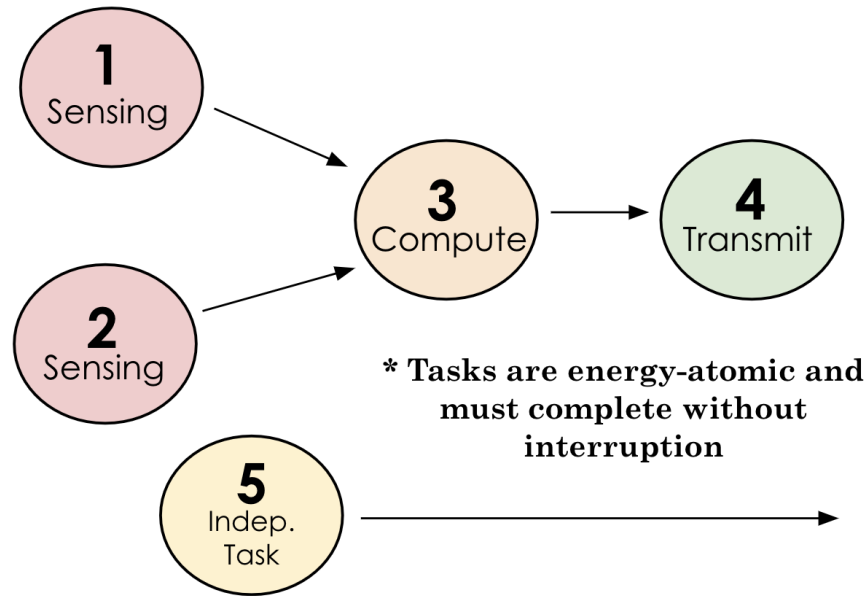 1
Sensing
3
Compute
4
Transmit
2
Sensing
* Tasks are energy-atomic and
must complete without
interruption
5
Indep.
Task